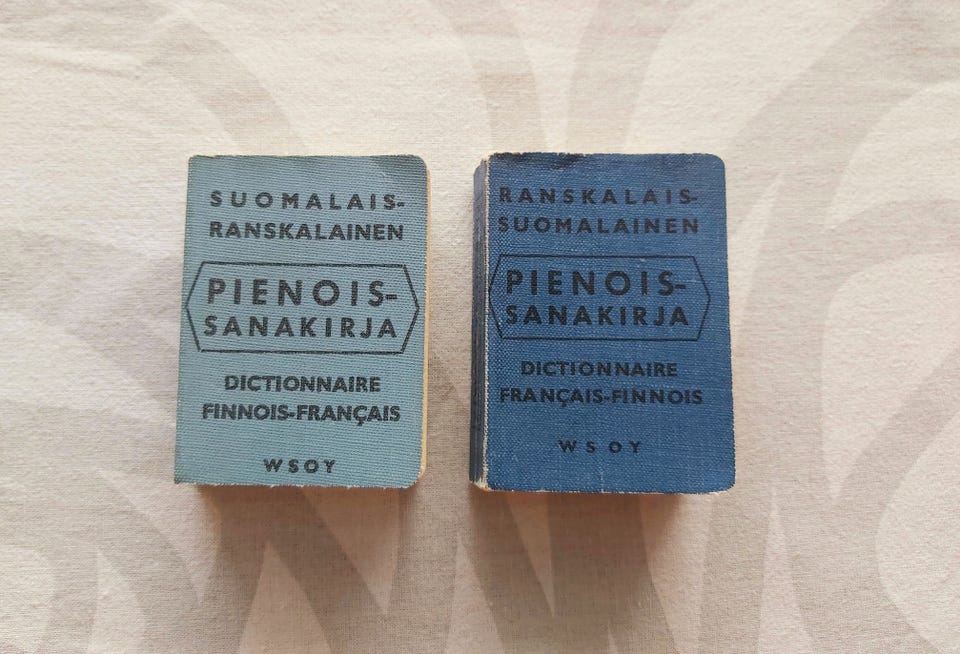 SUOMALAIS-
RANSKALAINEN
PIENOIS-
SANAKIRJA
DICTIONNAIRE
FINNOIS-FRANÇAIS
WSOY
RANSKALAIS-
SUOMALAINEN
PIENOIS-
SANAKIRJA
DICTIONNAIRE
FRANÇAIS-FINNOIS
WSOY